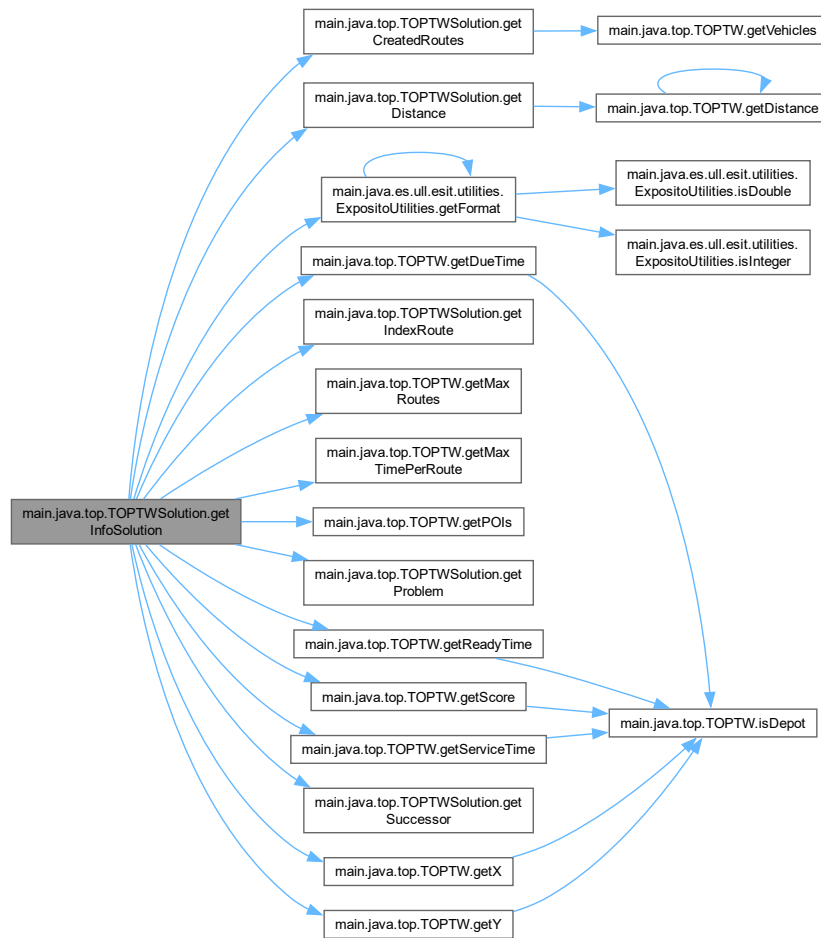 main.java.top.TOPTWSolution.get
CreatedRoutes
main.java.top.TOPTW.getVehicles
main.java.top.TOPTWSolution.get
Distance
main.java.top.TOPTW.getDistance
main.java.es.ull.esit.utilities.
ExpositoUtilities.getFormat
main.java.es.ull.esit.utilities.
ExpositoUtilities.isDouble
main.java.es.ull.esit.utilities.
ExpositoUtilities.isInteger
main.java.top.TOPTW.getDueTime
main.java.top.TOPTWSolution.get
IndexRoute
main.java.top.TOPTW.getMax
Routes
main.java.top.TOPTW.getMax
TimePerRoute
main.java.top.TOPTWSolution.get
InfoSolution
main.java.top.TOPTW.getPOIs
main.java.top.TOPTWSolution.get
Problem
main.java.top.TOPTW.getReadyTime
main.java.top.TOPTW.getScore
main.java.top.TOPTW.isDepot
main.java.top.TOPTW.getServiceTime
main.java.top.TOPTWSolution.get
Successor
main.java.top.TOPTW.getX
main.java.top.TOPTW.getY